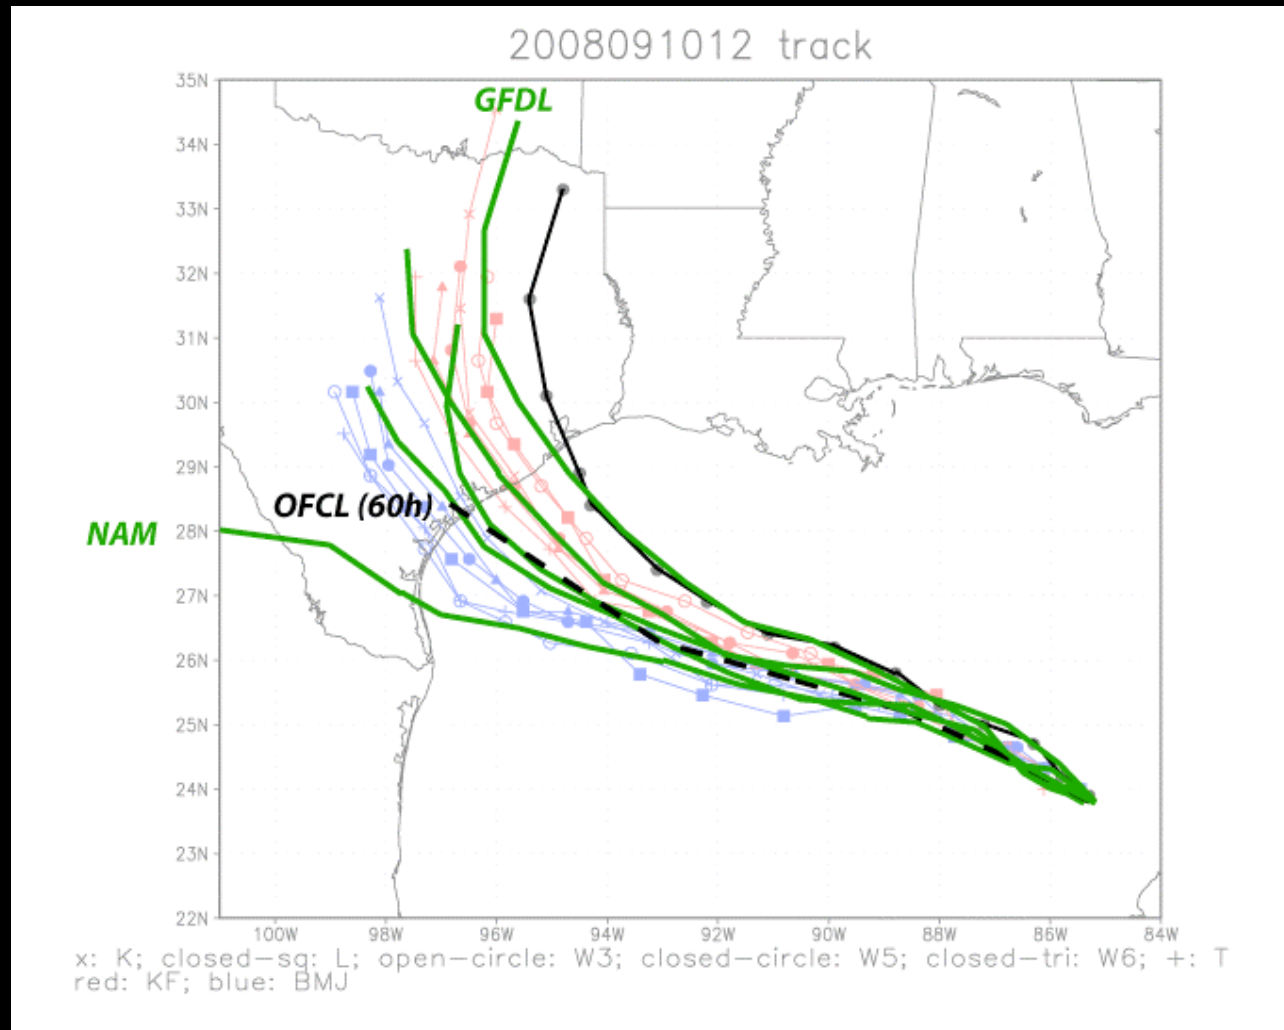 2008091012 track
35N
GFDL
34N
33N
32N
31N
30N
29N
OFCL (60h)
NAM
28N
27N
26N
25N
24N
23N
22N
100W 98W 96W 94W 92W 90W 88W 86W 84W
x: K; closed-sq: L; open-circle: W3; closed-circle: W5; closed-tri: W6; +: T
red: KF; blue: BMJ